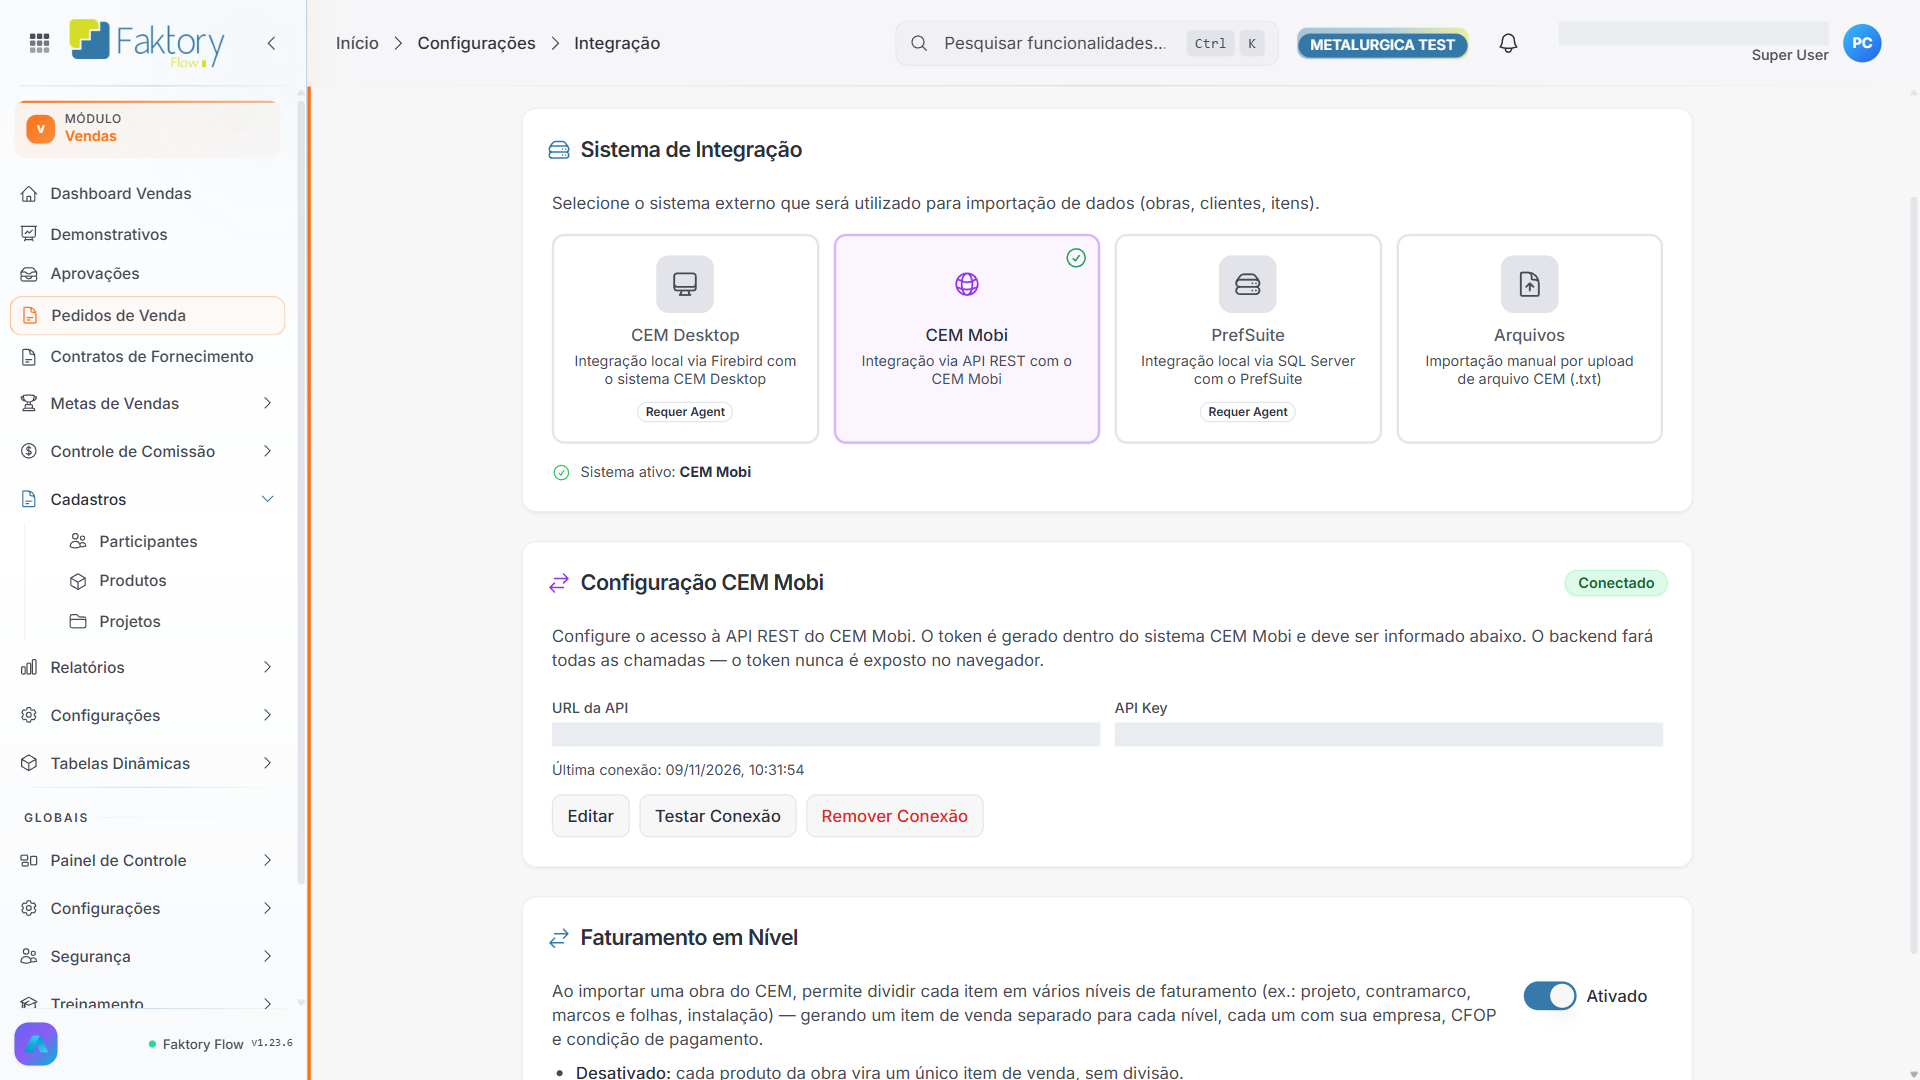 Faktory
Flow
Início
Configurações
Integração
Pesquisar funcionalidades...
Ctrl
K
METALURGICA TEST
Super User
PC
V
MÓDULO
Vendas
Dashboard Vendas
Demonstrativos
Aprovações
Pedidos de Venda
Contratos de Fornecimento
Metas de Vendas
Controle de Comissão
Cadastros
Participantes
Produtos
Projetos
Relatórios
Configurações
Tabelas Dinâmicas
GLOBAIS
Painel de Controle
Configurações
Segurança
Treinamento
Faktory Flow v1.23.6
Sistema de Integração
Selecione o sistema externo que será utilizado para importação de dados (obras, clientes, itens).
CEM Desktop
Integração local via Firebird com
o sistema CEM Desktop
Requer Agent
CEM Mobi
Integração via API REST com o
CEM Mobi
PrefSuite
Integração local via SQL Server
com o PrefSuite
Requer Agent
Arquivos
Importação manual por upload
de arquivo CEM (.txt)
Sistema ativo: CEM Mobi
Configuração CEM Mobi
Conectado
Configure o acesso à API REST do CEM Mobi. O token é gerado dentro do sistema CEM Mobi e deve ser informado abaixo. O backend fará
todas as chamadas — o token nunca é exposto no navegador.
URL da API
API Key
Última conexão: 09/11/2026, 10:31:54
Editar
Testar Conexão
Remover Conexão
Faturamento em Nível
Ao importar uma obra do CEM, permite dividir cada item em vários níveis de faturamento (ex.: projeto, contramarco,
marcos e folhas, instalação) — gerando um item de venda separado para cada nível, cada um com sua empresa, CFOP
e condição de pagamento.
Ativado
• Desativado: cada produto da obra vira um único item de venda, sem divisão.